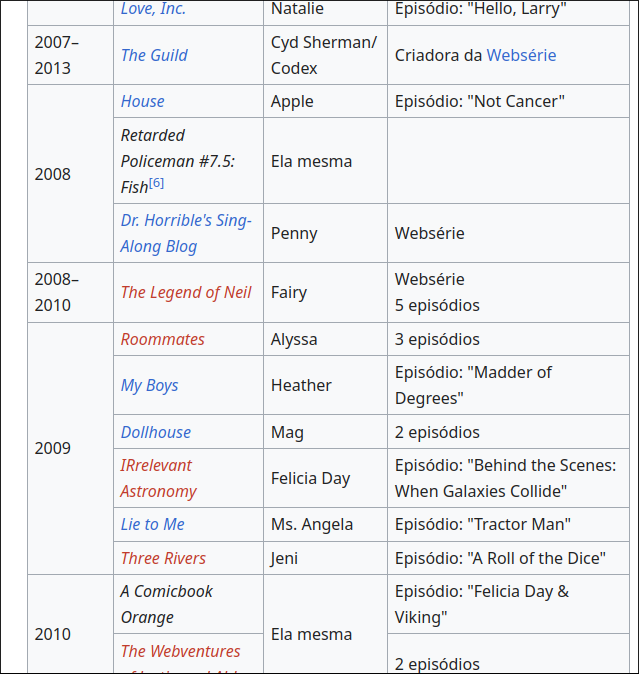 Love, Inc. Natalie Episódio: "Hello, Larry"
2007–
2013
The Guild
Cyd Sherman/
Codex
Criadora da Websérie
2008
House Apple Episódio: "Not Cancer"
Retarded
Policeman #7.5:
Fish[6]
Ela mesma
Dr. Horrible's Sing-
Along Blog
Penny Websérie
2008–
2010
The Legend of Neil Fairy
Websérie
5 episódios
2009
Roommates Alyssa 3 episódios
My Boys Heather
Episódio: "Madder of
Degrees"
Dollhouse Mag 2 episódios
IRrelevant
Astronomy
Felicia Day
Episódio: "Behind the Scenes:
When Galaxies Collide"
Lie to Me Ms. Angela Episódio: "Tractor Man"
Three Rivers Jeni Episódio: "A Roll of the Dice"
2010
A Comicbook
Orange
Ela mesma
Episódio: "Felicia Day &
Viking"
The Webventures
2 episódios